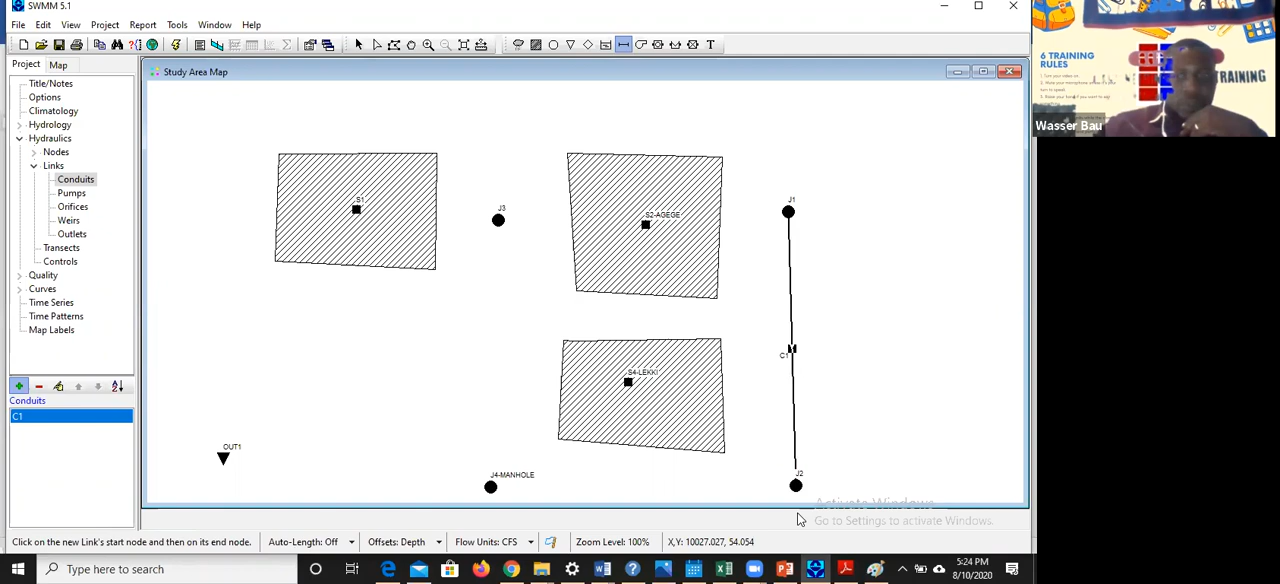 SWMM 5.1
File Edit View Project Report Tools Window Help
Project Map
Title/Notes
Options
Climatology
Hydrology
Hydraulics
Nodes
Links
Conduits
Pumps
Orifices
Weirs
Outlets
Transects
Controls
Quality
Curves
Time Series
Time Patterns
Map Labels
Conduits
C1
Study Area Map
S1
J3
S2-AGEGE
J1
C1
S4-LEKKI
OUT1
J4-MANHOLE
J2
Activate Windows
Go to Settings to activate Windows.
Click on the new Link's start node and then on its end node. Auto-Length: Off Offsets: Depth Flow Units: CFS Zoom Level: 100% X,Y: 10027.027, 54.054
Type here to search
5:24 PM
8/10/2020
6 TRAINING
RULES
1. Turn your video on.
TRAINING
Wasser Bau